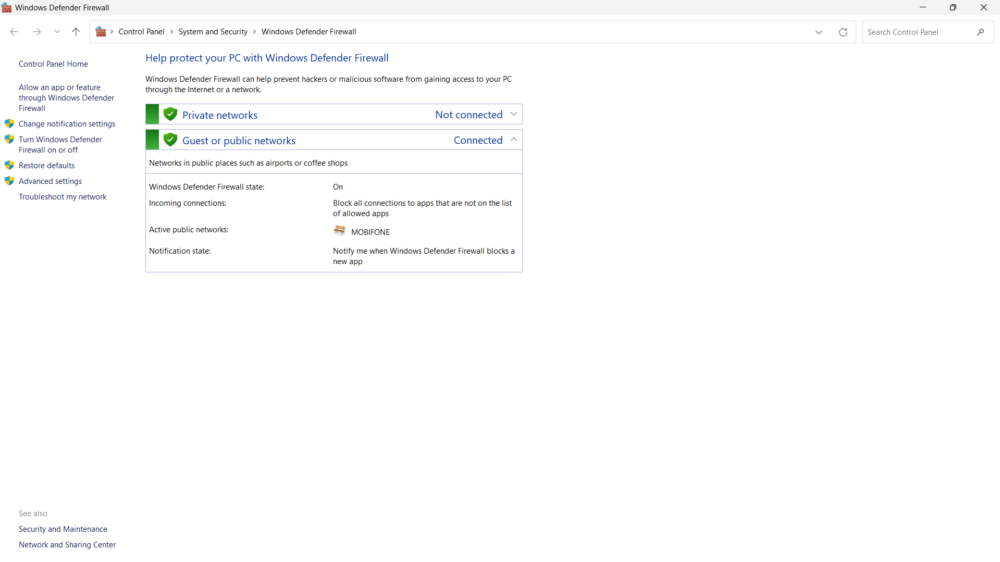 Windows Defender Firewall
Control Panel
System and Security
Windows Defender Firewall
Search Control Panel
Control Panel Home
Allow an app or feature
through Windows Defender
Firewall
Change notification settings
Turn Windows Defender
Firewall on or off
Restore defaults
Advanced settings
Troubleshoot my network
Help protect your PC with Windows Defender Firewall
Windows Defender Firewall can help prevent hackers or malicious software from gaining access to your PC
through the Internet or a network.
Private networks
Not connected
Guest or public networks
Connected
Networks in public places such as airports or coffee shops
Windows Defender Firewall state:
On
Incoming connections:
Block all connections to apps that are not on the list
of allowed apps
Active public networks:
MOBIFONE
Notification state:
Notify me when Windows Defender Firewall blocks a
new app
See also
Security and Maintenance
Network and Sharing Center